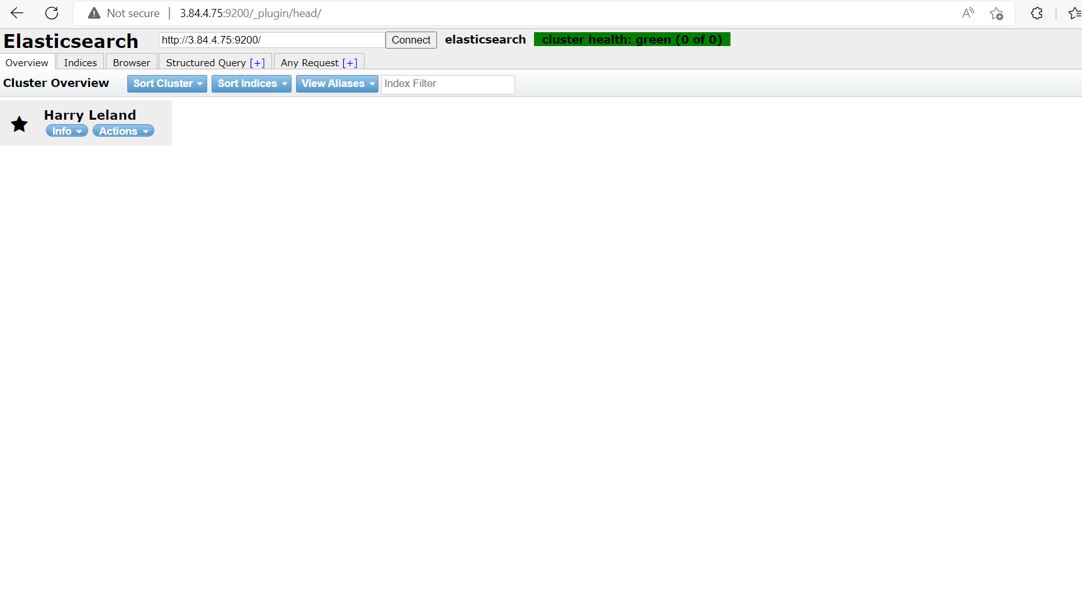 Not secure | 3.84.4.75:9200/_plugin/head/
Elasticsearch http://3.84.4.75:9200/ Connect elasticsearch cluster health: green (0 of 0)
Overview Indices Browser Structured Query [+] Any Request [+]
Cluster Overview Sort Cluster Sort Indices View Aliases Index Filter
Harry Leland
Info Actions